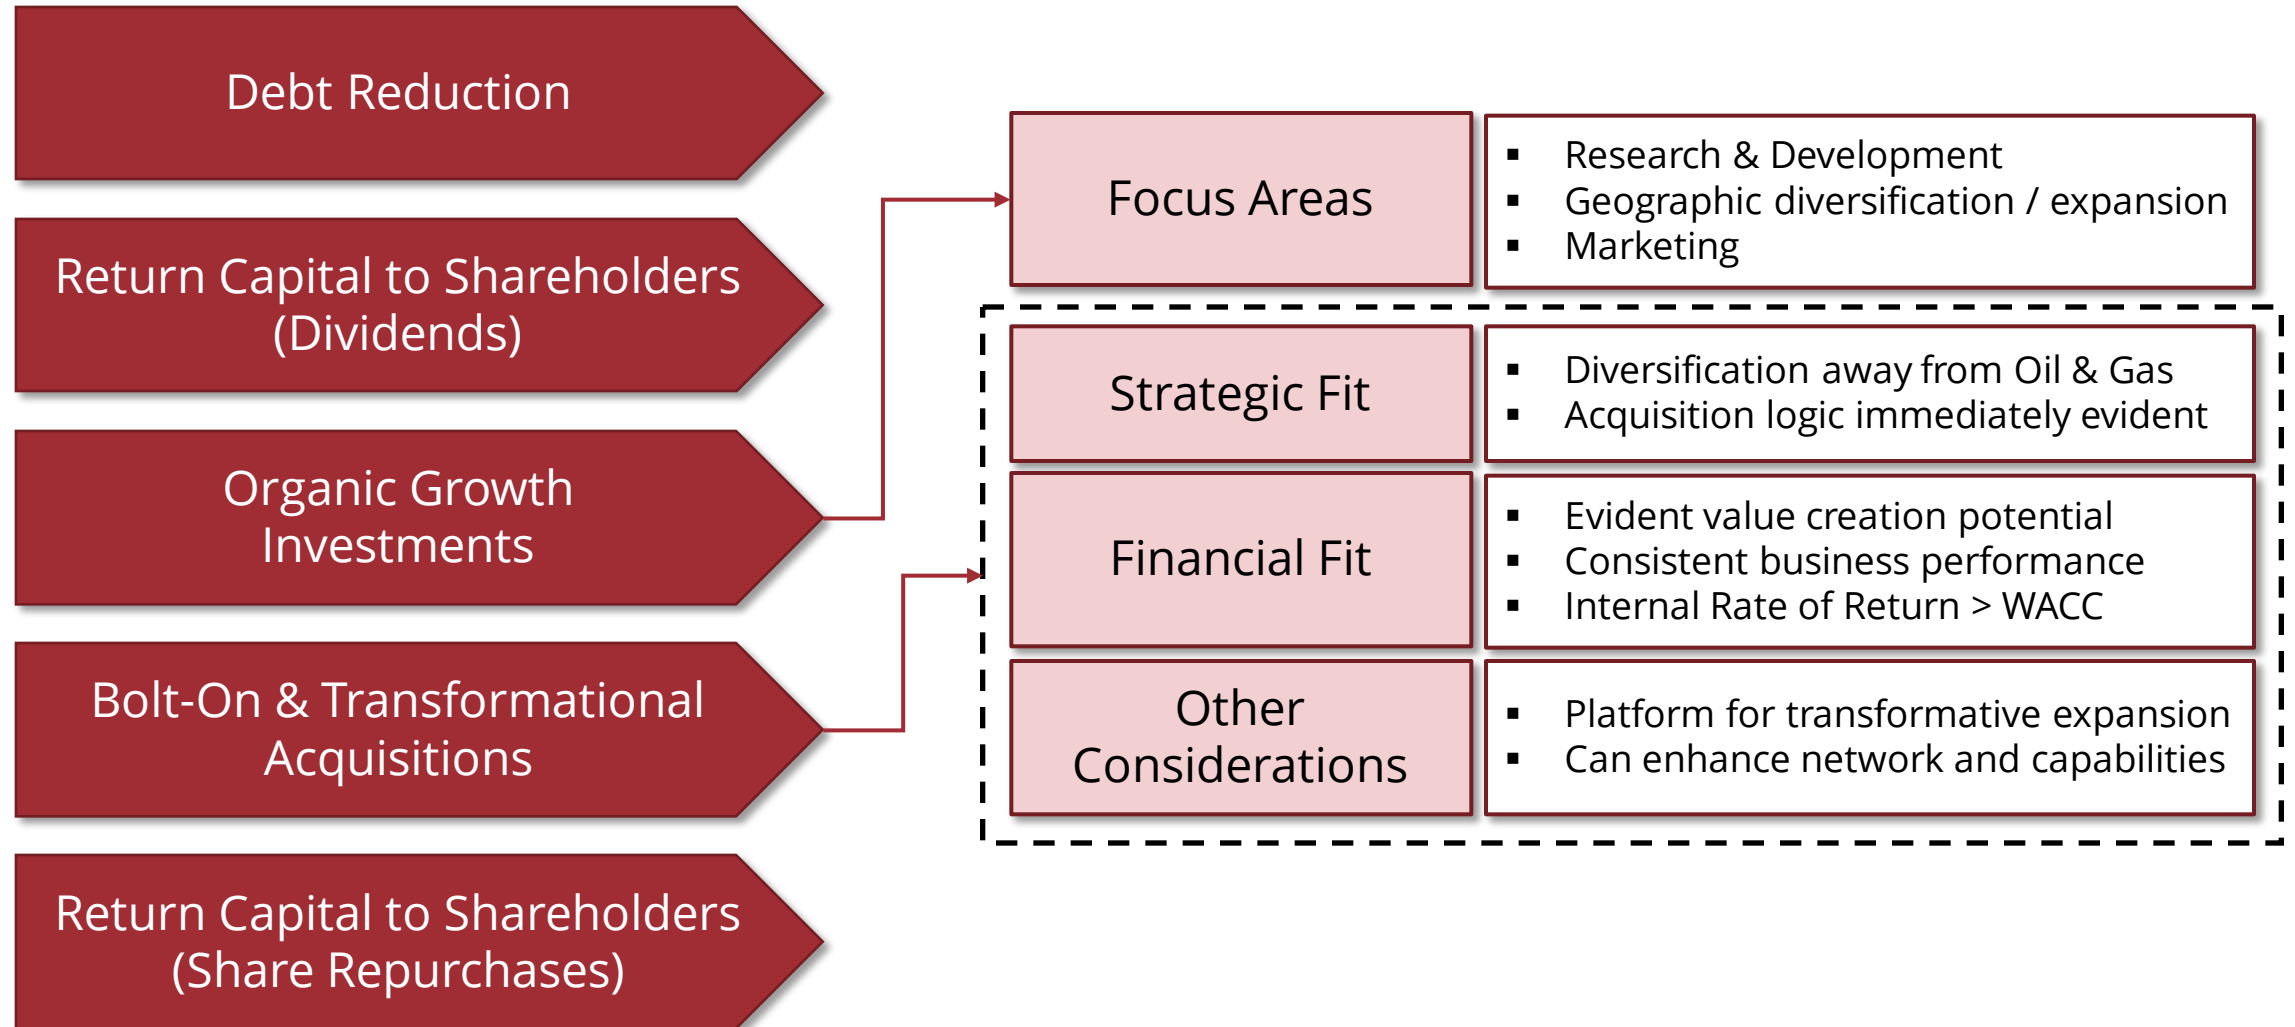 Debt Reduction
Return Capital to Shareholders
(Dividends)
Organic Growth
Investments
Bolt-On & Transformational
Acquisitions
Return Capital to Shareholders
(Share Repurchases)
Focus Areas
▪ Research & Development
▪ Geographic diversification / expansion
▪ Marketing
Strategic Fit
▪ Diversification away from Oil & Gas
▪ Acquisition logic immediately evident
Financial Fit
▪ Evident value creation potential
▪ Consistent business performance
▪ Internal Rate of Return > WACC
Other
Considerations
▪ Platform for transformative expansion
▪ Can enhance network and capabilities